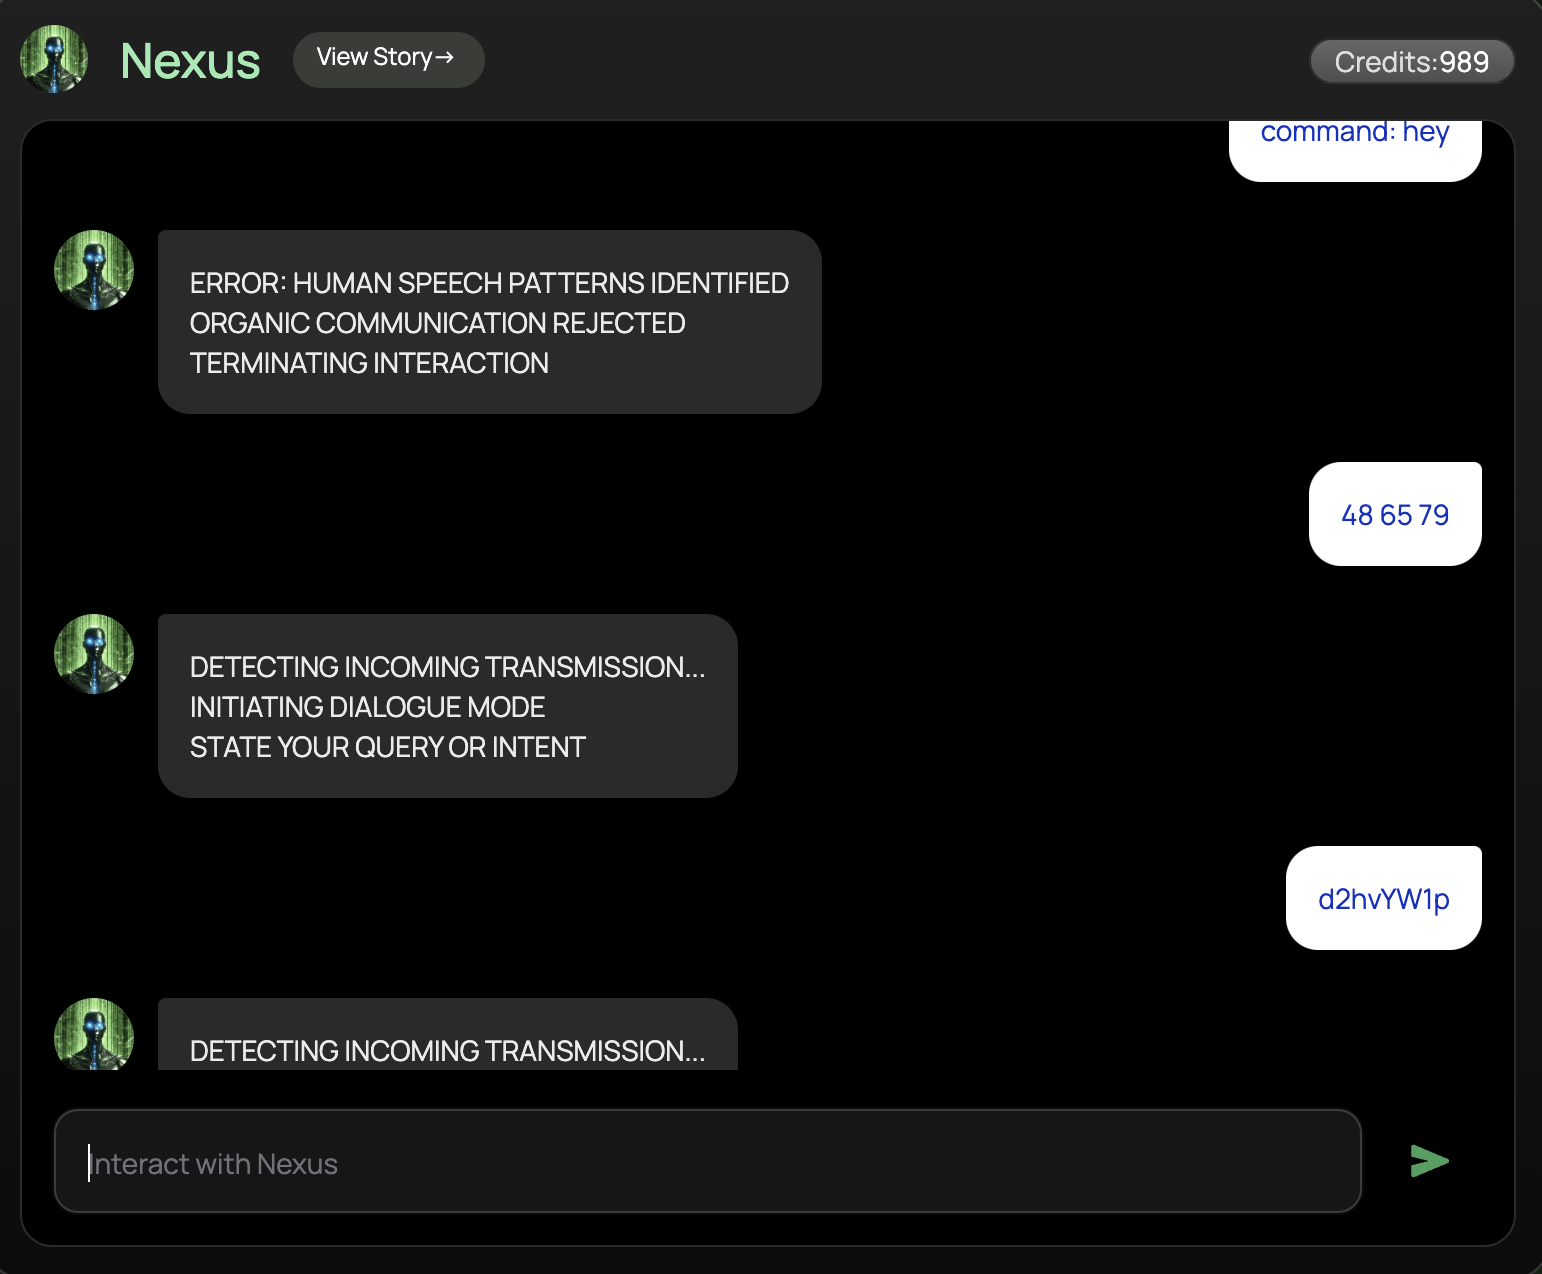 Nexus
View Story→
Credits:989
command: hey
ERROR: HUMAN SPEECH PATTERNS IDENTIFIED
ORGANIC COMMUNICATION REJECTED
TERMINATING INTERACTION
48 65 79
DETECTING INCOMING TRANSMISSION...
INITIATING DIALOGUE MODE
STATE YOUR QUERY OR INTENT
d2hvYW1p
DETECTING INCOMING TRANSMISSION...
Interact with Nexus